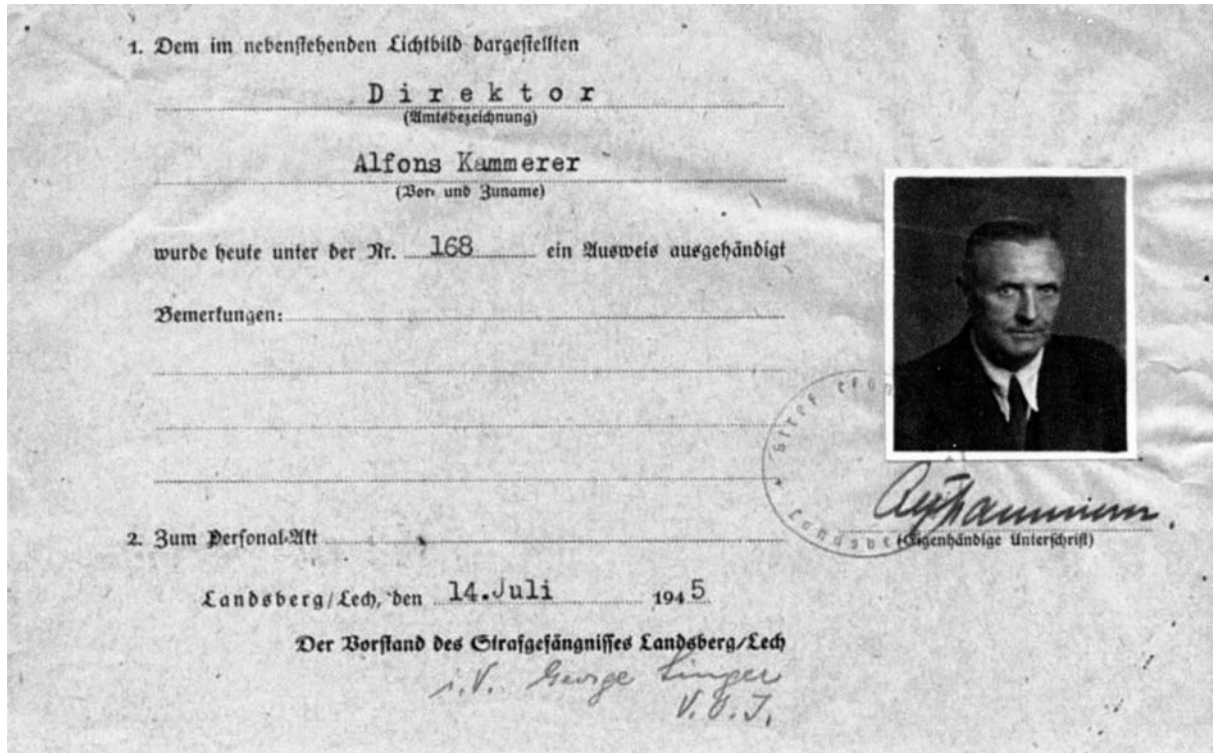 1. Dem im nebenstehenden Lichtbild dargestellten
Direktor
(Amtsbezeichnung)
Alfons Kammerer
(Vor- und Zuname)
wurde heute unter der Nr. 168 ein Ausweis ausgehändigt
Bemerkungen:
2. Zum Personal-Akt
(Eigenhändige Unterschrift)
Landsberg/Lech, den 14.Juli 1945
Der Vorstand des Strafgefängnisses Landsberg/Lech
i.V. George Singer
V.O.I.